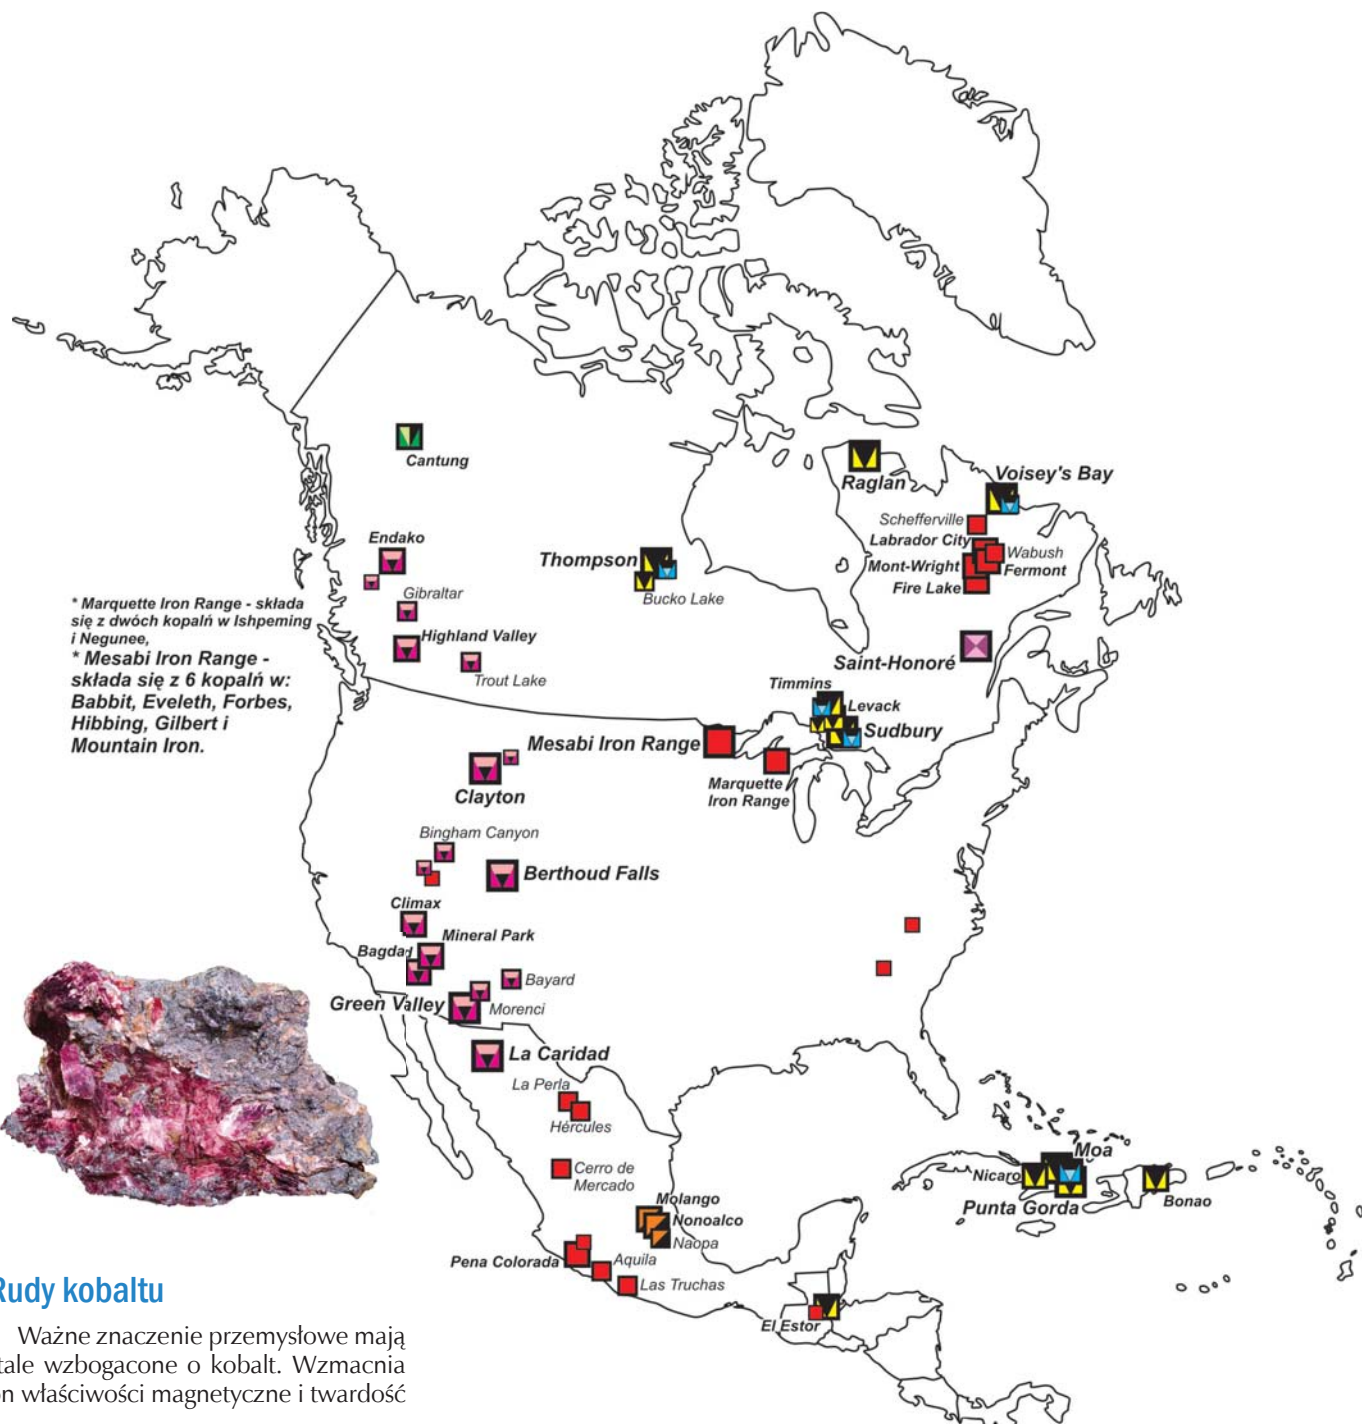 Cantung
Raglan
Voisey's Bay
Schefferville
Labrador City
Wabush
Mont-Wright
Fermont
Fire Lake
Endako
Thompson
Gibraltar
Bucko Lake
* Marquette Iron Range - składa
się z dwóch kopalń w Ishpeming
i Negunee,
* Mesabi Iron Range -
składa się z 6 kopalń w:
Babbit, Eveleth, Forbes,
Hibbing, Gilbert i
Mountain Iron.
Highland Valley
Trout Lake
Saint-Honoré
Timmins
Levack
Sudbury
Mesabi Iron Range
Marquette
Iron Range
Clayton
Bingham Canyon
Berthoud Falls
Climax
Mineral Park
Bagdad
Bayard
Green Valley
Morenci
La Caridad
La Perla
Hércules
Cerro de
Mercado
Moa
Nicaro
Punta Gorda
Bonao
Molango
Nonoalco
Naopa
Pena Colorada
Aquila
Las Truchas
El Estor
Rudy kobaltu
Ważne znaczenie przemysłowe mają
tale wzbogacone o kobalt. Wzmacnia
on właściwości magnetyczne i twardość